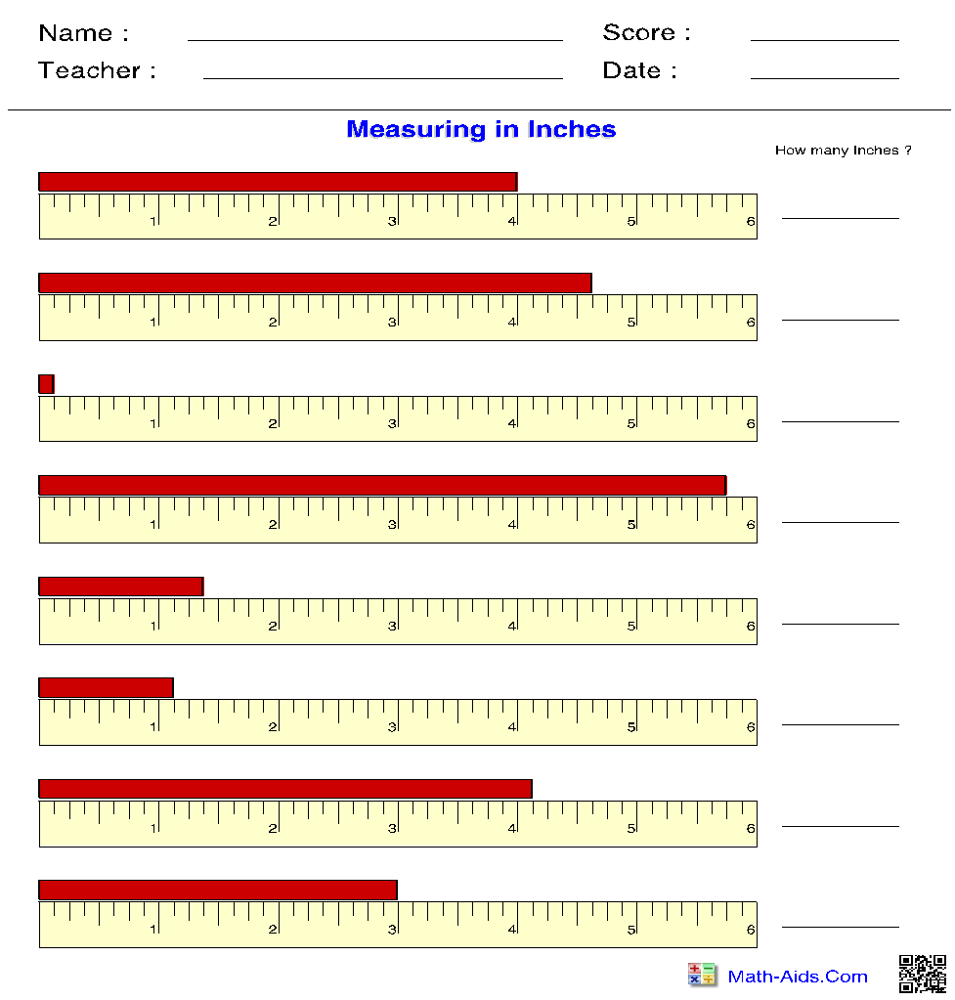 Name : Score :
Teacher : Date :
Measuring in Inches
How many Inches ?
1 2 3 4 5 6
1 2 3 4 5 6
1 2 3 4 5 6
1 2 3 4 5 6
1 2 3 4 5 6
1 2 3 4 5 6
1 2 3 4 5 6
1 2 3 4 5 6
Math-Aids.Com